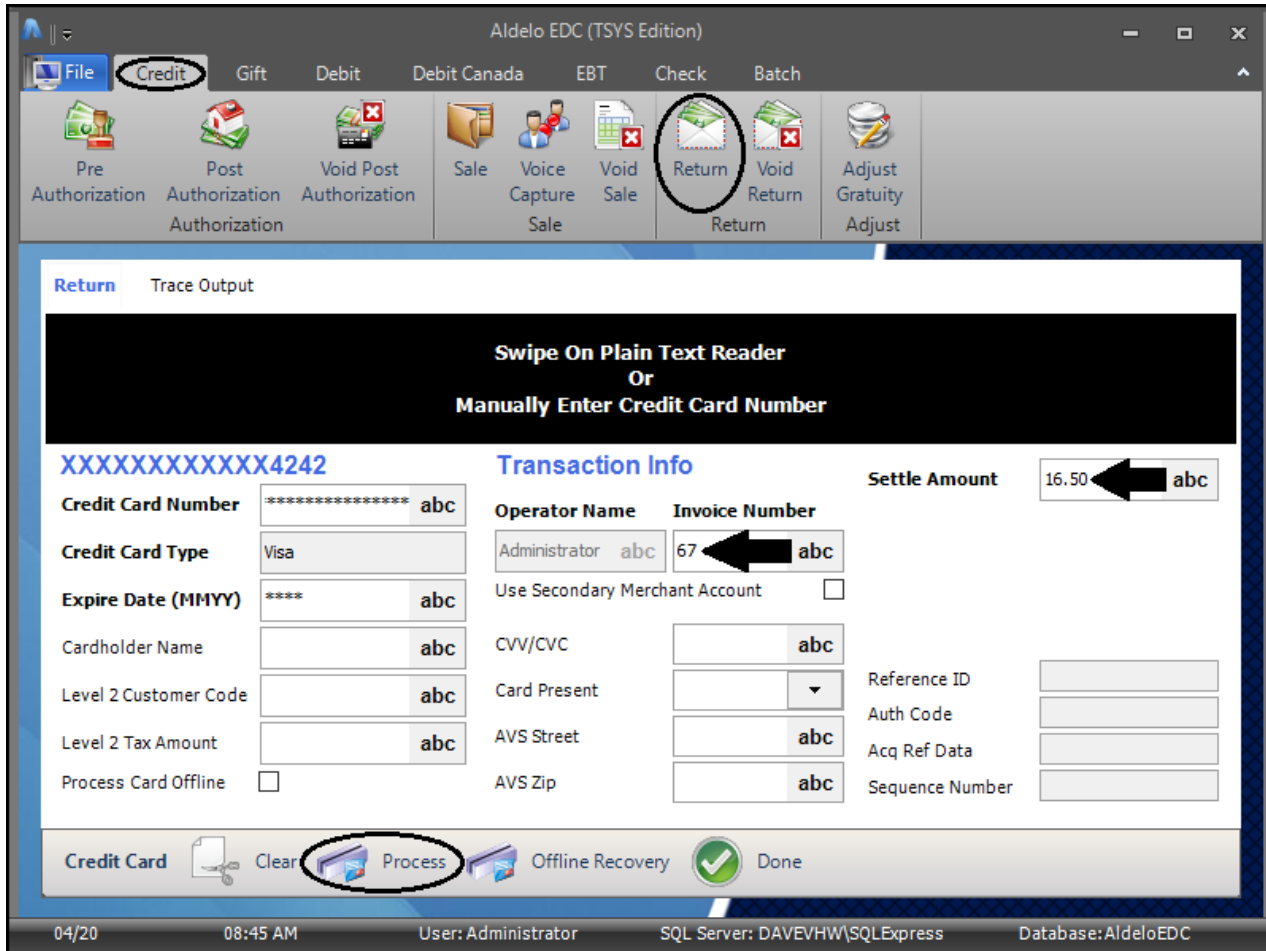 Aldelo EDC (TSYS Edition)
File Credit Gift Debit Debit Canada EBT Check Batch
Pre Authorization
Post Authorization
Void Post Authorization
Sale
Voice Capture
Void Sale
Return
Void Return
Adjust Gratuity
Authorization Sale Return Adjust
Return Trace Output
Swipe On Plain Text Reader
Or
Manually Enter Credit Card Number
XXXXXXXXXXXX4242
Credit Card Number *************** abc
Credit Card Type Visa
Expire Date (MMYY) **** abc
Cardholder Name abc
Level 2 Customer Code abc
Level 2 Tax Amount abc
Process Card Offline
Transaction Info
Operator Name Invoice Number
Administrator abc 67 abc
Use Secondary Merchant Account
CVV/CVC abc
Card Present
AVS Street abc
AVS Zip abc
Settle Amount 16.50 abc
Reference ID
Auth Code
Acq Ref Data
Sequence Number
Credit Card Clear Process Offline Recovery Done
04/20 08:45 AM User: Administrator SQL Server: DAVEVHW\SQLExpress Database:AldeloEDC